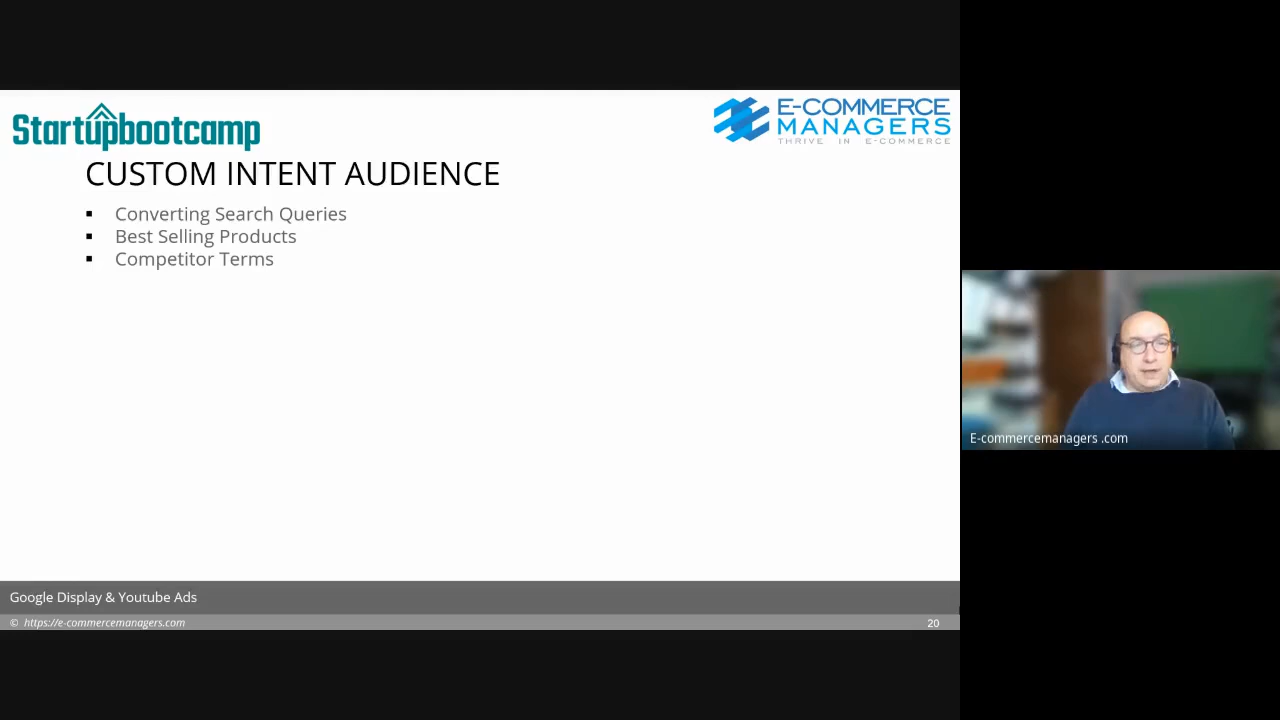 Startupbootcamp
E-COMMERCE
MANAGERS
THRIVE IN E-COMMERCE
CUSTOM INTENT AUDIENCE
▪ Converting Search Queries
▪ Best Selling Products
▪ Competitor Terms
E-commercemanagers .com
Google Display & Youtube Ads
© https://e-commercemanagers.com
20